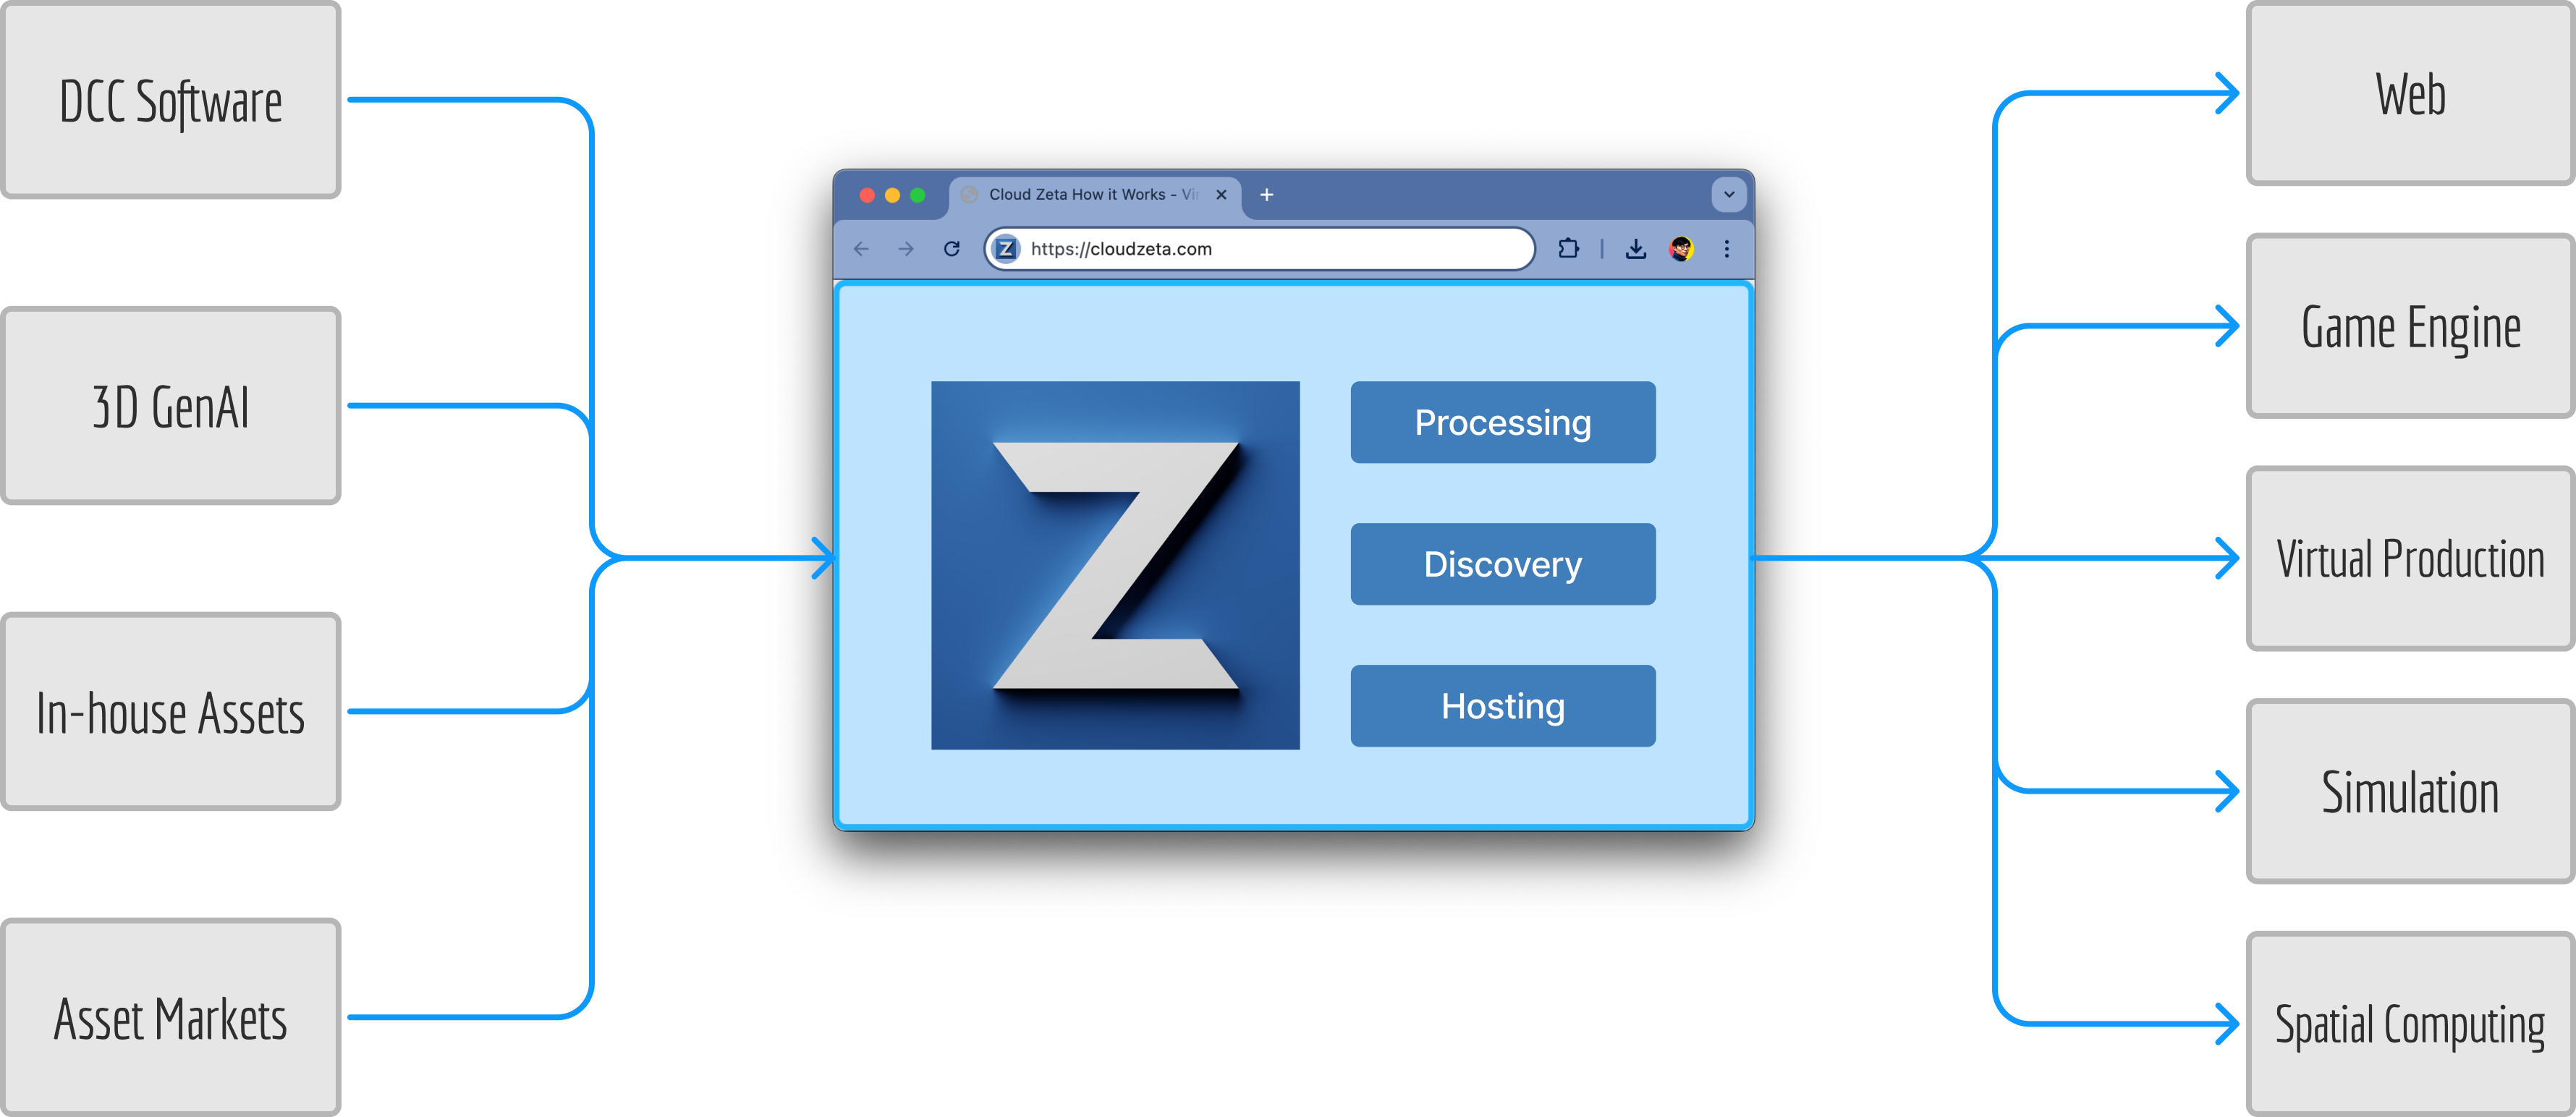 DCC Software
3D GenAI
In-house Assets
Asset Markets
Cloud Zeta How it Works - Vi
https://cloudzeta.com
Z
Z
Processing
Discovery
Hosting
Web
Game Engine
Virtual Production
Simulation
Spatial Computing